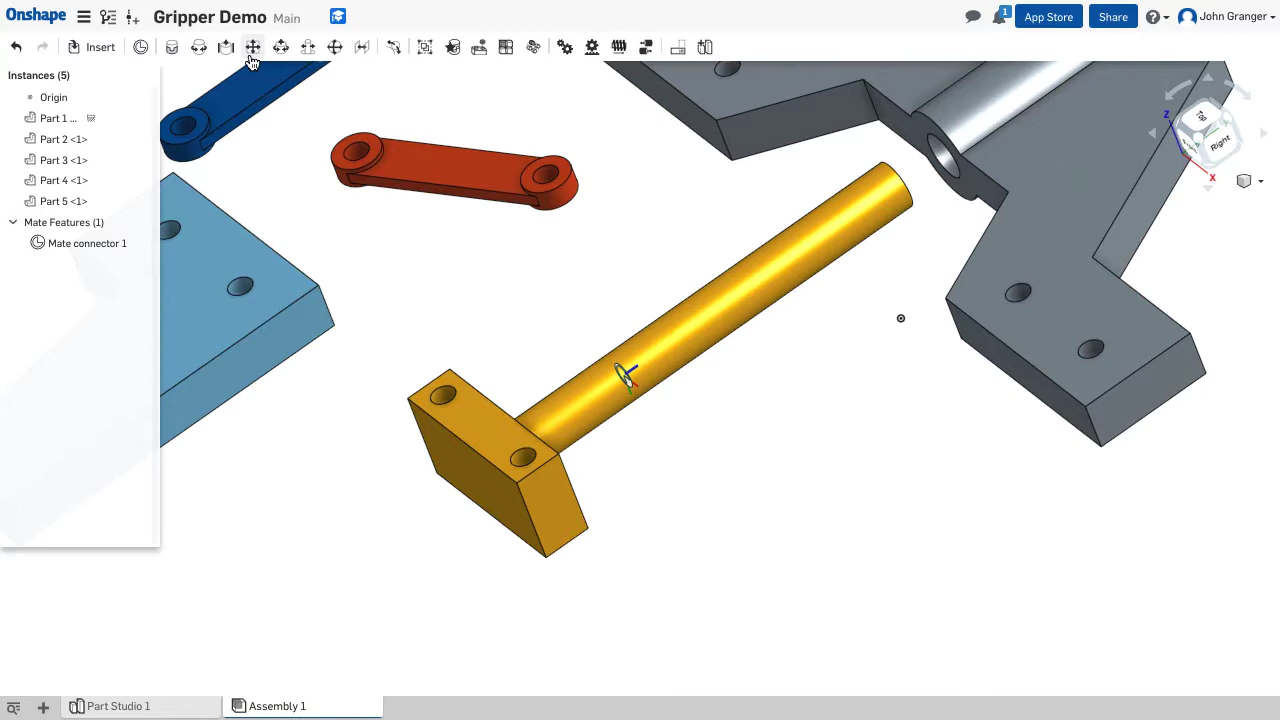 Onshape Gripper Demo Main 1 App Store Share John Granger
Insert
Instances (5)
Origin
Part 1 ...
Part 2 <1>
Part 3 <1>
Part 4 <1>
Part 5 <1>
Mate Features (1)
Mate connector 1
Z
Top
Right
X
Part Studio 1
Assembly 1